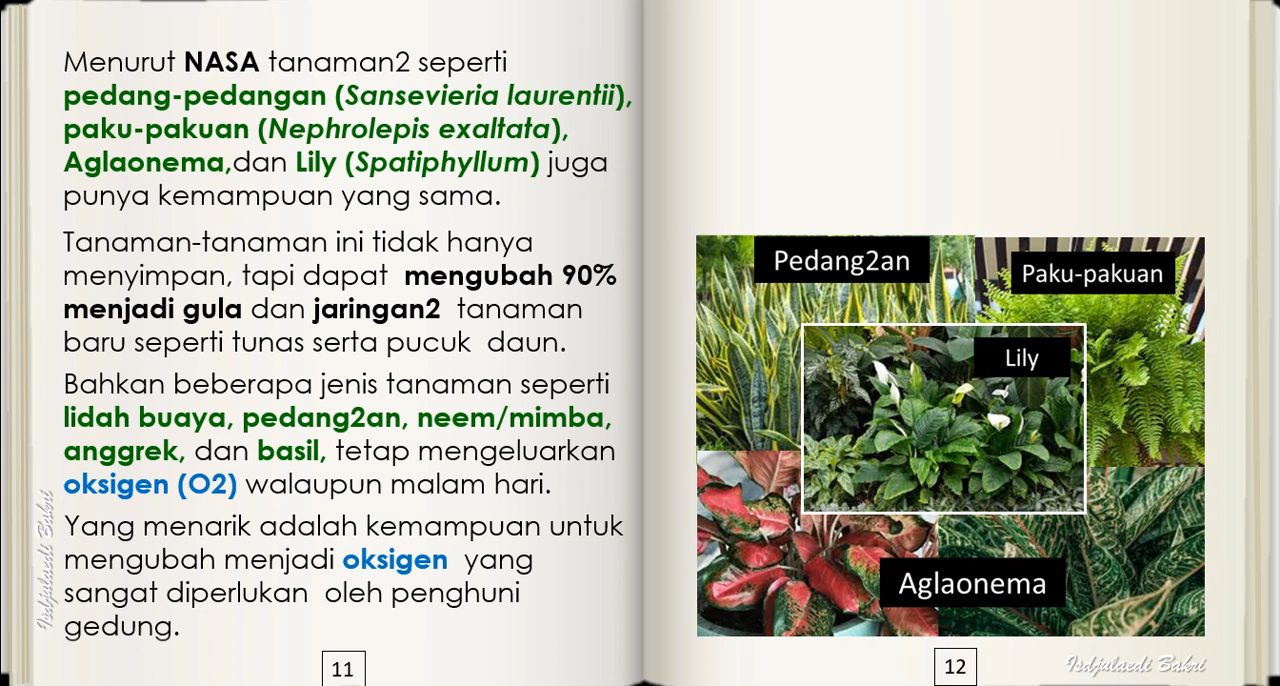 Menurut NASA tanaman2 seperti
pedang-pedangan (Sansevieria laurentii),
paku-pakuan (Nephrolepis exaltata),
Aglaonema,dan Lily (Spatiphyllum) juga
punya kemampuan yang sama.
Tanaman-tanaman ini tidak hanya
menyimpan, tapi dapat mengubah 90%
menjadi gula dan jaringan2 tanaman
baru seperti tunas serta pucuk daun.
Bahkan beberapa jenis tanaman seperti
lidah buaya, pedang2an, neem/mimba,
anggrek, dan basil, tetap mengeluarkan
oksigen (O2) walaupun malam hari.
Yang menarik adalah kemampuan untuk
mengubah menjadi oksigen yang
sangat diperlukan oleh penghuni
gedung.
Isdjulaedi Bakri
11
Pedang2an
Paku-pakuan
Lily
Aglaonema
12
Isdjulaedi Bakri